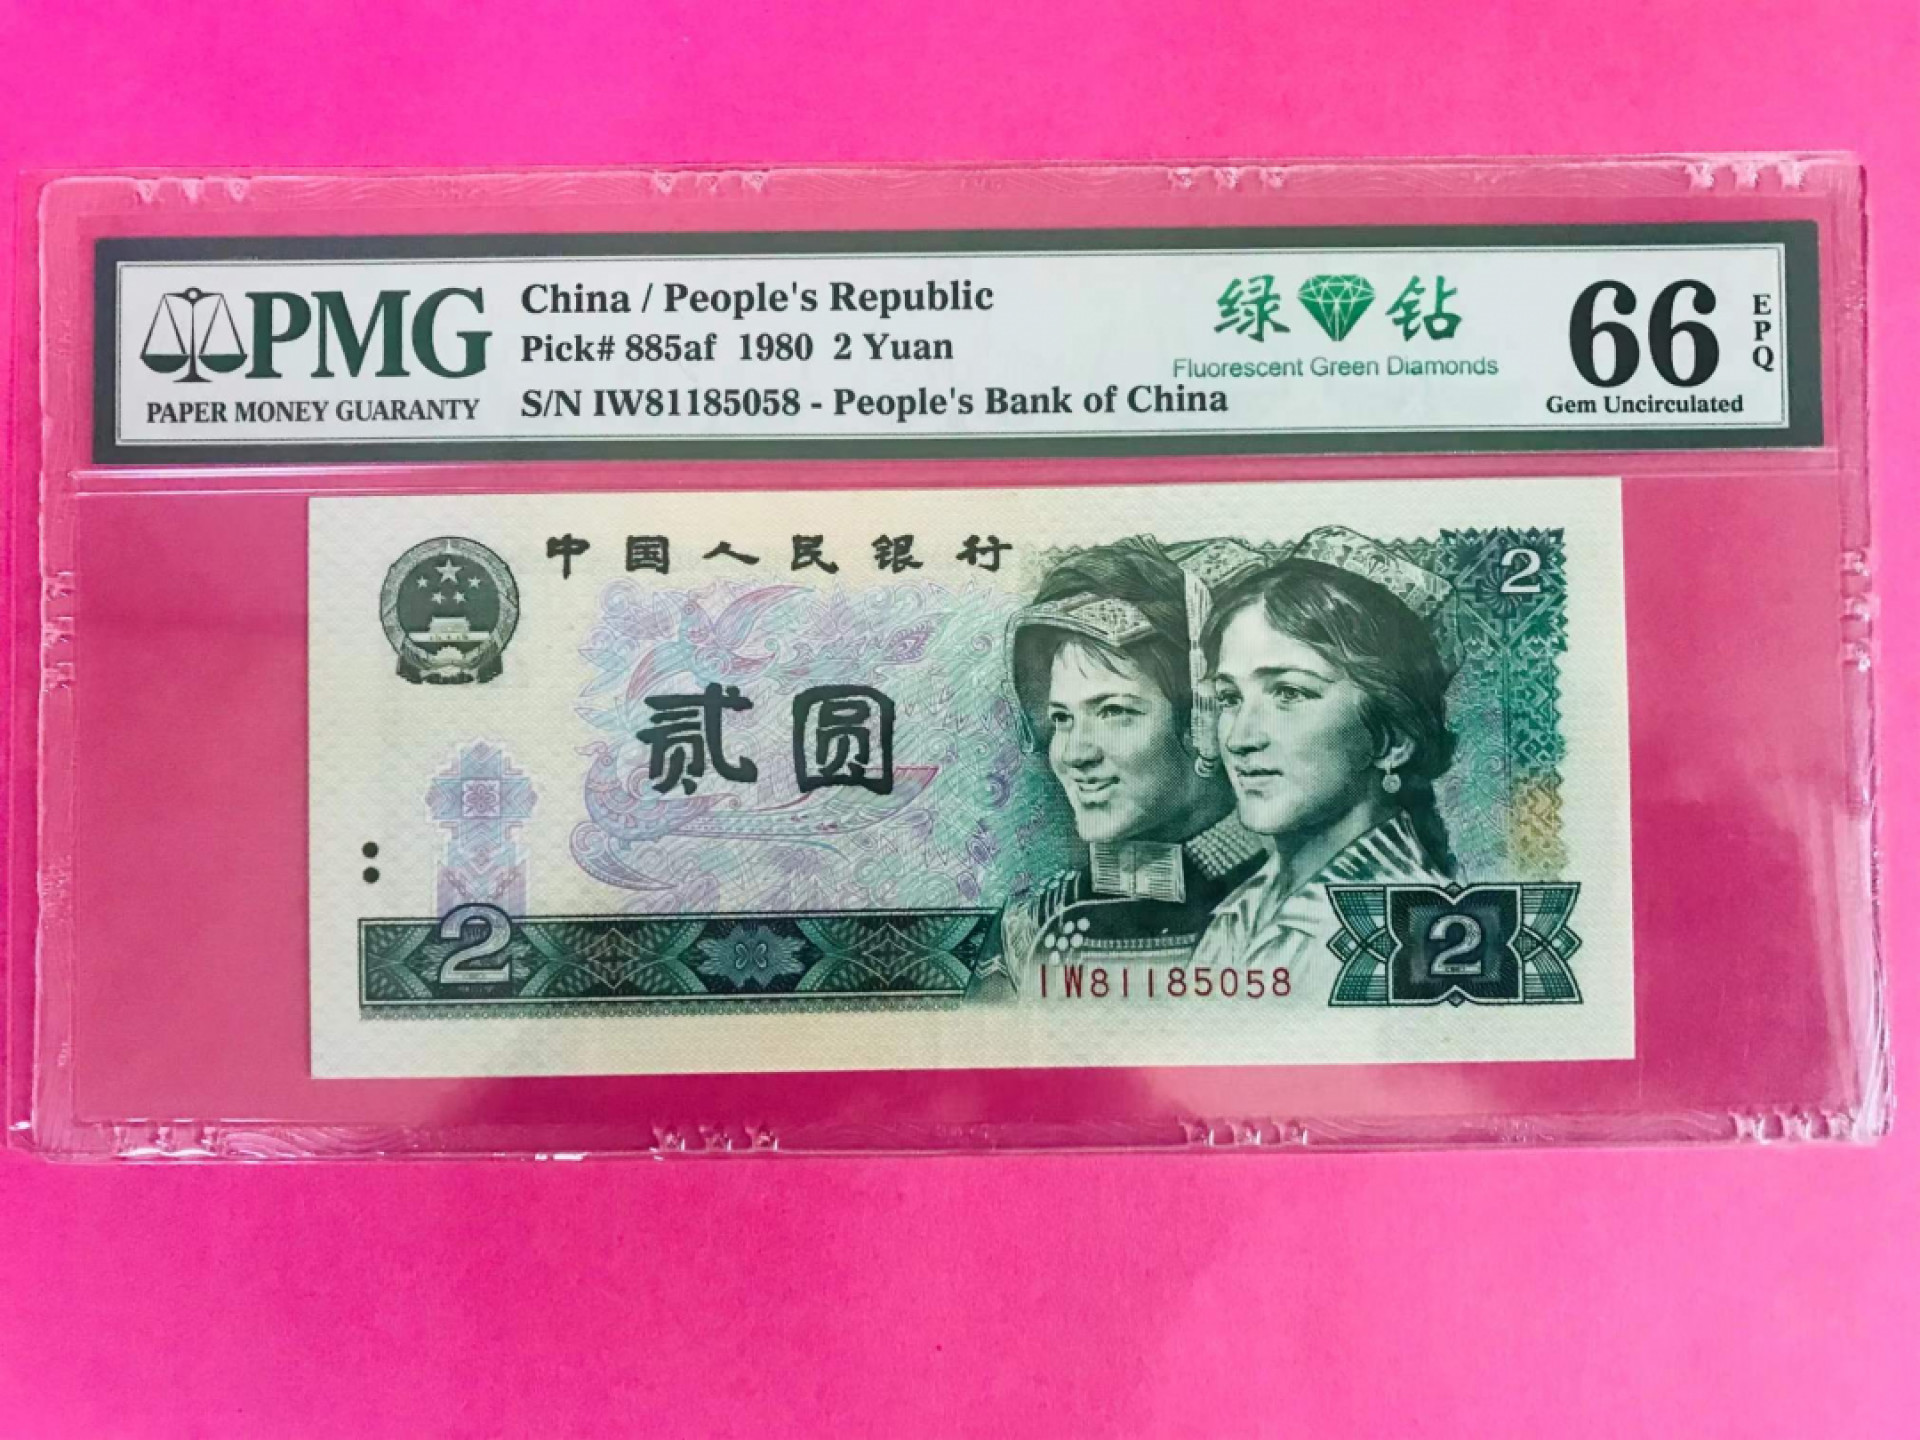 PMG
PAPER MONEY GUARANTY
China / People's Republic
Pick# 885af 1980 2 Yuan
S/N IW81185058 - People's Bank of China
绿钻
Fluorescent Green Diamonds
66
EPQ
Gem Uncirculated
中国人民银行
2
贰圆
2
IW81185058
2